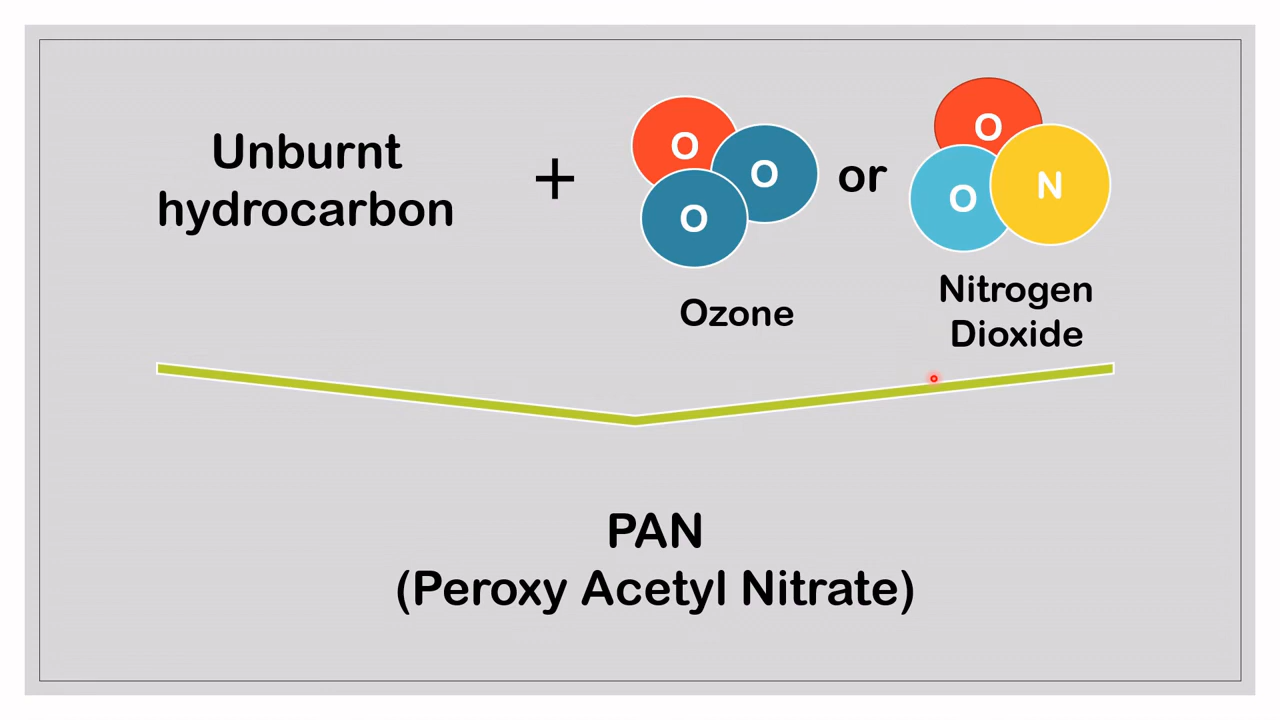 Unburnt
hydrocarbon
+
O
O
O
or
O
O
N
Ozone
Nitrogen
Dioxide
PAN
(Peroxy Acetyl Nitrate)